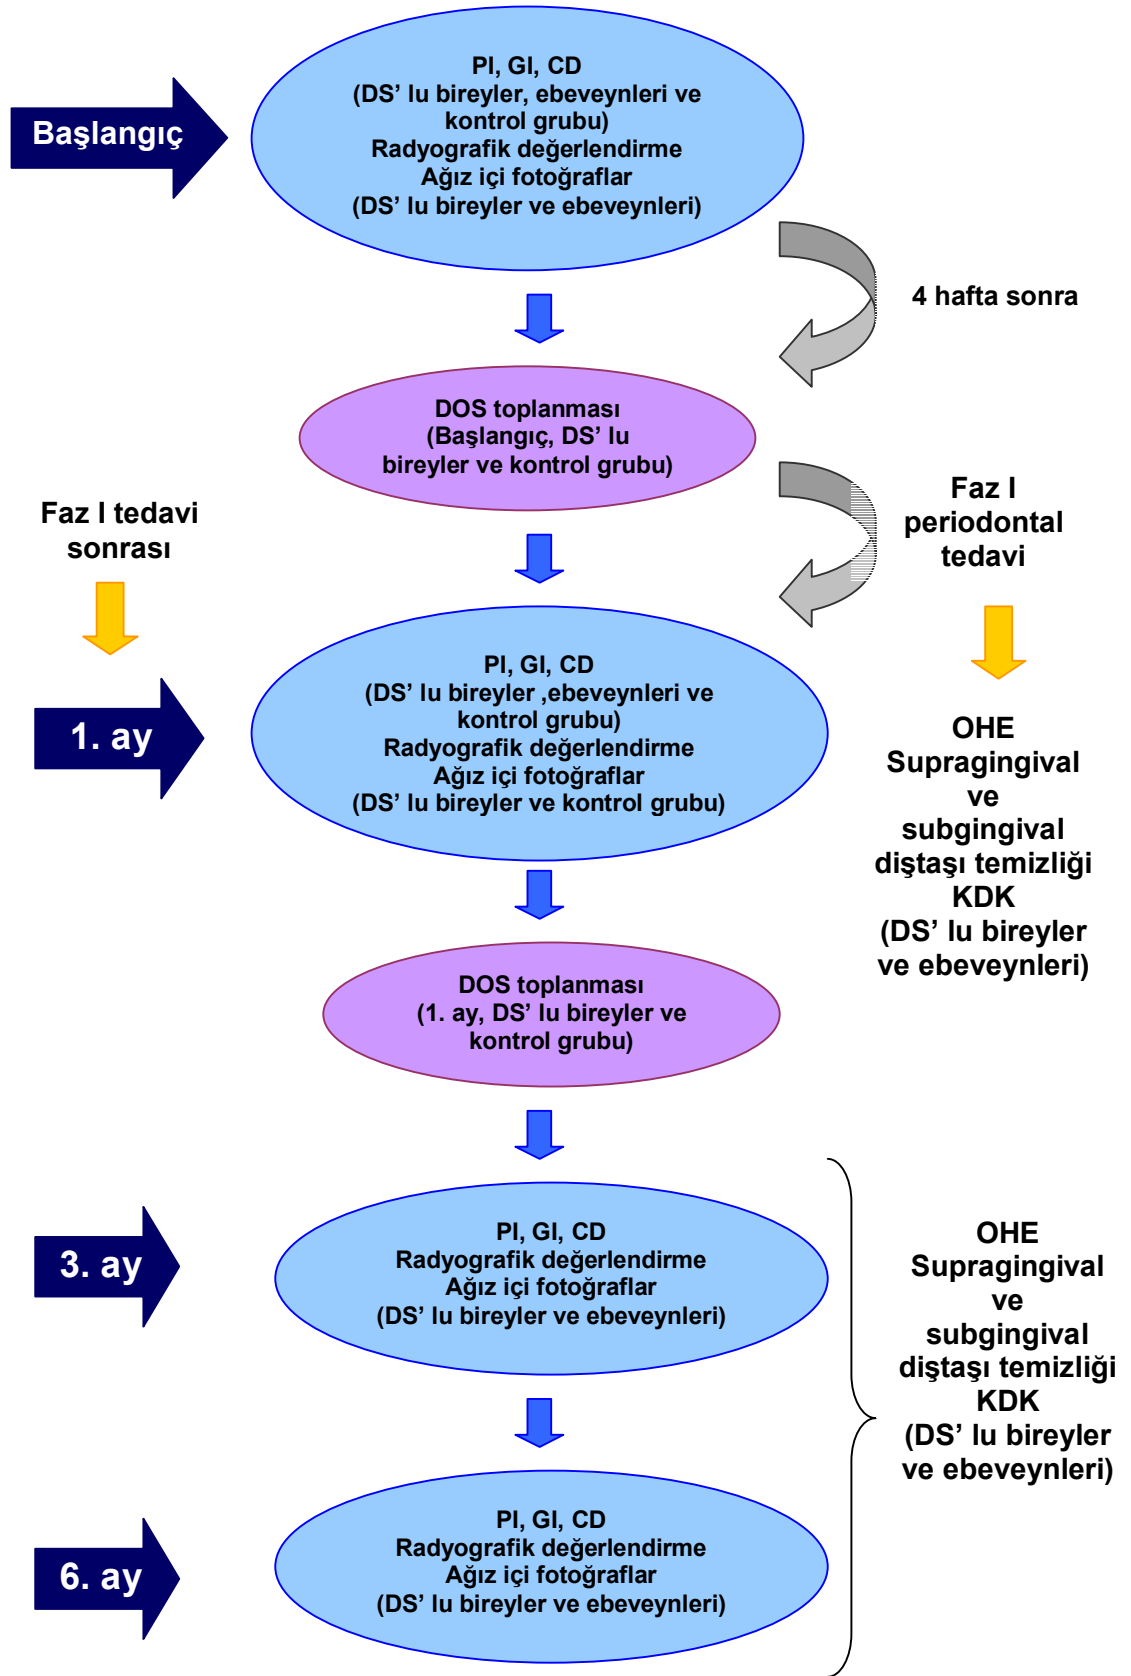 Başlangıç
PI, GI, CD
(DS’ lu bireyler, ebeveynleri ve
kontrol grubu)
Radyografik değerlendirme
Ağız içi fotoğraflar
(DS’ lu bireyler ve ebeveynleri)
4 hafta sonra
DOS toplanması
(Başlangıç, DS’ lu
bireyler ve kontrol grubu)
Faz I
periodontal
tedavi
Faz I tedavi
sonrası
1. ay
PI, GI, CD
(DS’ lu bireyler ,ebeveynleri ve
kontrol grubu)
Radyografik değerlendirme
Ağız içi fotoğraflar
(DS’ lu bireyler ve kontrol grubu)
OHE
Supragingival
ve
subgingival
diştaşı temizliği
KDK
(DS’ lu bireyler
ve ebeveynleri)
DOS toplanması
(1. ay, DS’ lu bireyler ve
kontrol grubu)
3. ay
PI, GI, CD
Radyografik değerlendirme
Ağız içi fotoğraflar
(DS’ lu bireyler ve ebeveynleri)
OHE
Supragingival
ve
subgingival
diştaşı temizliği
KDK
(DS’ lu bireyler
ve ebeveynleri)
6. ay
PI, GI, CD
Radyografik değerlendirme
Ağız içi fotoğraflar
(DS’ lu bireyler ve ebeveynleri)